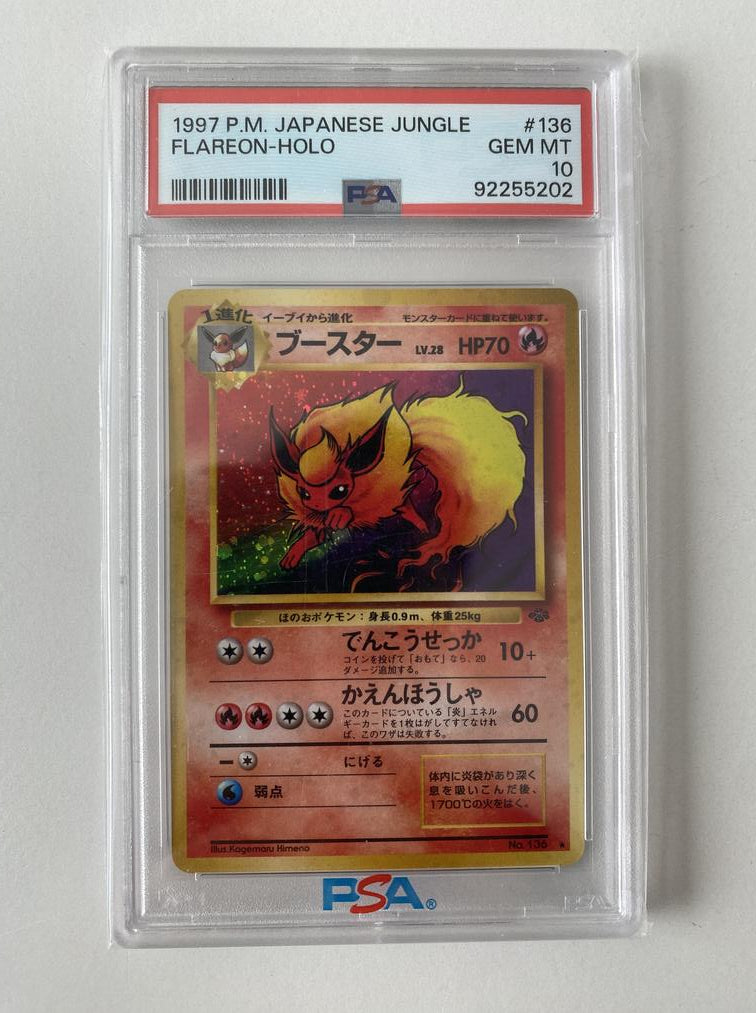 1997 P.M. JAPANESE JUNGLE #136
FLAREON-HOLO GEM MT
10
PSA 92255202
1進化 イーブイから進化 モンスターカードに重ねて使います。
ブースター LV.28 HP70
ほのおポケモン：身長0.9m、体重25kg
でんこうせっか 10+
コインを投げて「おもて」なら、20
ダメージ追加する。
かえんほうしゃ 60
このカードについている「炎」エネル
ギーカードを1枚はがしてすてなけれ
ば、このワザは失敗する。
にげる
弱点
体内に炎袋があり深く
息を吸いこんだ後、
1700℃の火をはく。
Illus.Kagemaru Himeno No.136 ★
PSA®